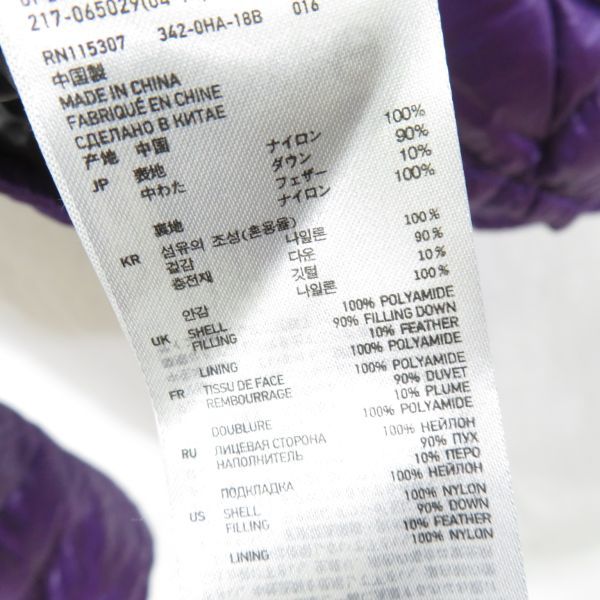 217-065029(04-1
RN115307 342-0HA-18B 016
中国製
MADE IN CHINA
FABRIQUÉ EN CHINE
СДЕЛАНО В КИТАЕ
产地 中国
JP 表地 ナイロン 100%
中わた ダウン 90%
フェザー 10%
裏地 ナイロン 100%
KR 섬유의 조성(혼용율)
겉감 나일론 100%
충전재 다운 90%
깃털 10%
안감 나일론 100%
UK SHELL 100% POLYAMIDE
FILLING 90% FILLING DOWN
10% FEATHER
LINING 100% POLYAMIDE
FR TISSU DE FACE 100% POLYAMIDE
REMBOURRAGE 90% DUVET
10% PLUME
DOUBLURE 100% POLYAMIDE
RU ЛИЦЕВАЯ СТОРОНА 100% НЕЙЛОН
НАПОЛНИТЕЛЬ 90% ПУХ
10% ПЕРО
ПОДКЛАДКА 100% НЕЙЛОН
US SHELL 100% NYLON
FILLING 90% DOWN
10% FEATHER
LINING 100% NYLON